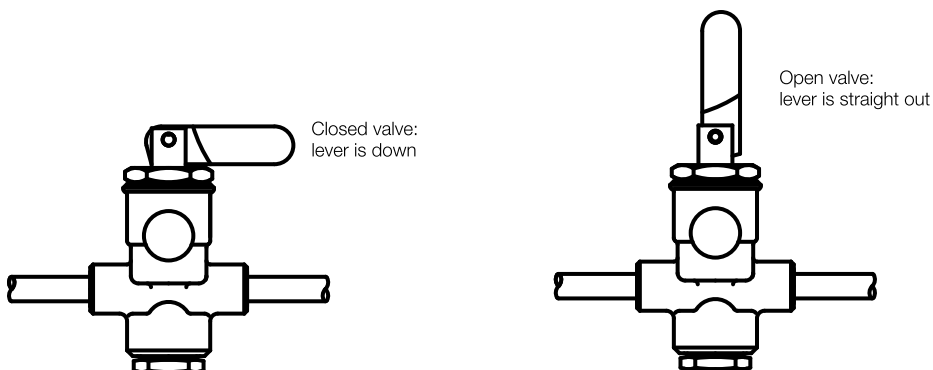 Closed valve:
lever is down
Open valve:
lever is straight out